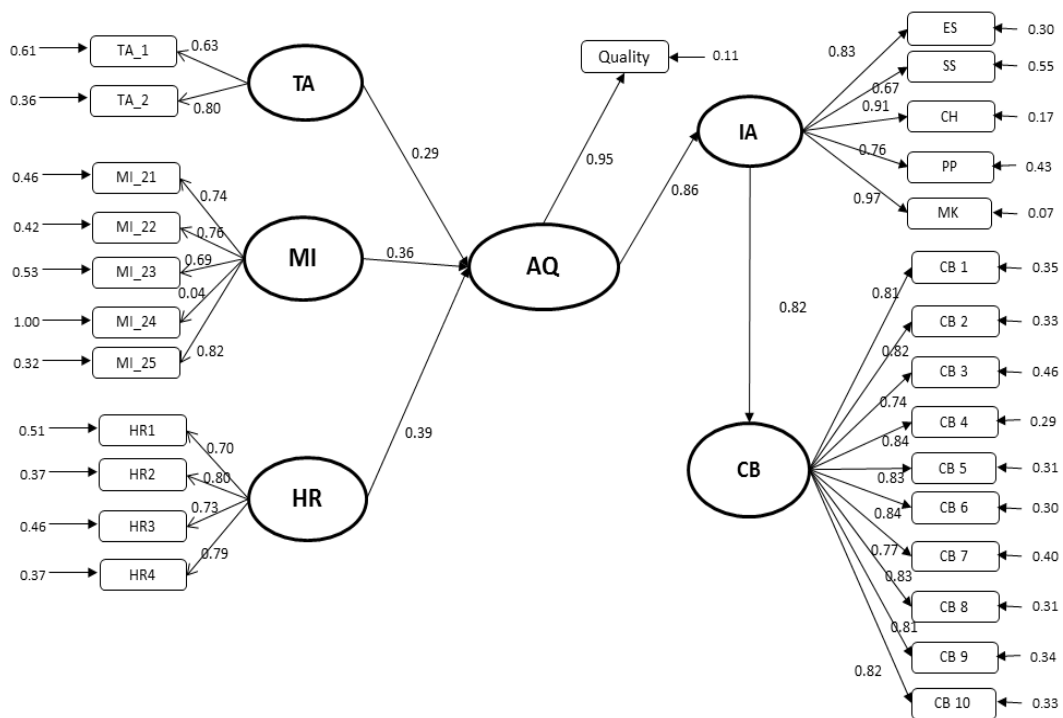 0.61 TA_1 0.63
0.36 TA_2 0.80
TA
0.29
0.46 MI_21 0.74
0.42 MI_22 0.76
0.53 MI_23 0.69
1.00 MI_24 0.04
0.32 MI_25 0.82
MI
0.36
0.51 HR1 0.70
0.37 HR2 0.80
0.46 HR3 0.73
0.37 HR4 0.79
HR
0.39
AQ
0.95
Quality 0.11
0.86
IA
0.83 ES 0.30
0.67 SS 0.55
0.91 CH 0.17
0.76 PP 0.43
0.97 MK 0.07
0.82
CB
0.81 CB 1 0.35
0.82 CB 2 0.33
0.74 CB 3 0.46
0.84 CB 4 0.29
0.83 CB 5 0.31
0.84 CB 6 0.30
0.77 CB 7 0.40
0.83 CB 8 0.31
0.81 CB 9 0.34
0.82 CB 10 0.33